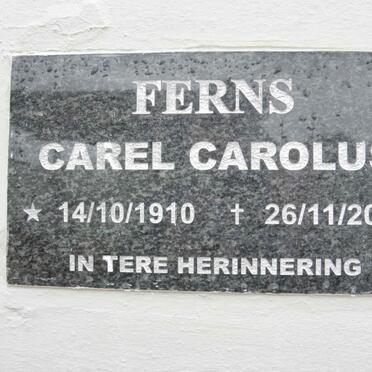 FERNS
CAREL CAROLUS
★ 14/10/1910 † 26/11/20
IN TERE HERINNERING